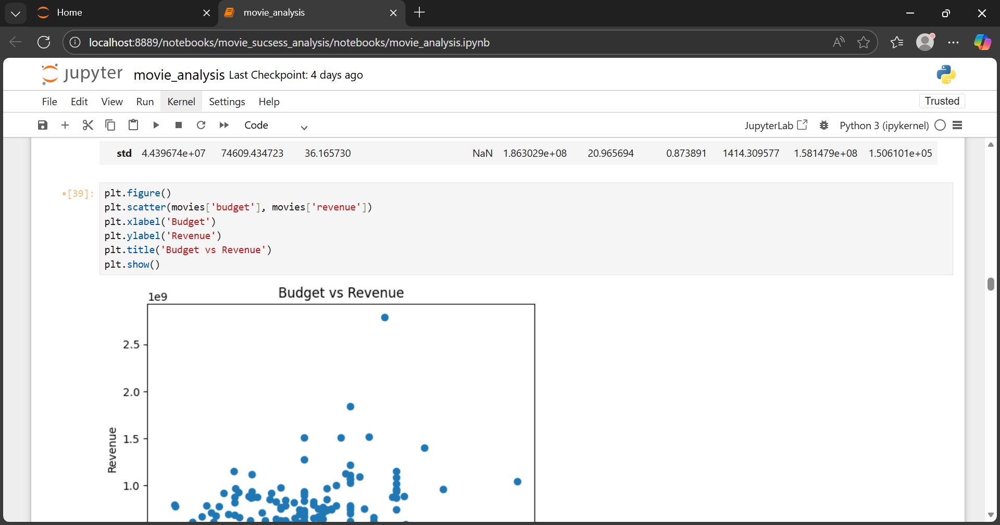 Home
movie_analysis
localhost:8889/notebooks/movie_sucsess_analysis/notebooks/movie_analysis.ipynb
jupyter movie_analysis Last Checkpoint: 4 days ago
File Edit View Run Kernel Settings Help Trusted
Code JupyterLab Python 3 (ipykernel)
std 4.439674e+07 74609.434723 36.165730 NaN 1.863029e+08 20.965694 0.873891 1414.309577 1.581479e+08 1.506101e+05
•[39]: plt.figure()
plt.scatter(movies['budget'], movies['revenue'])
plt.xlabel('Budget')
plt.ylabel('Revenue')
plt.title('Budget vs Revenue')
plt.show()
Budget vs Revenue
1e9
2.5
2.0
1.5
1.0
Revenue